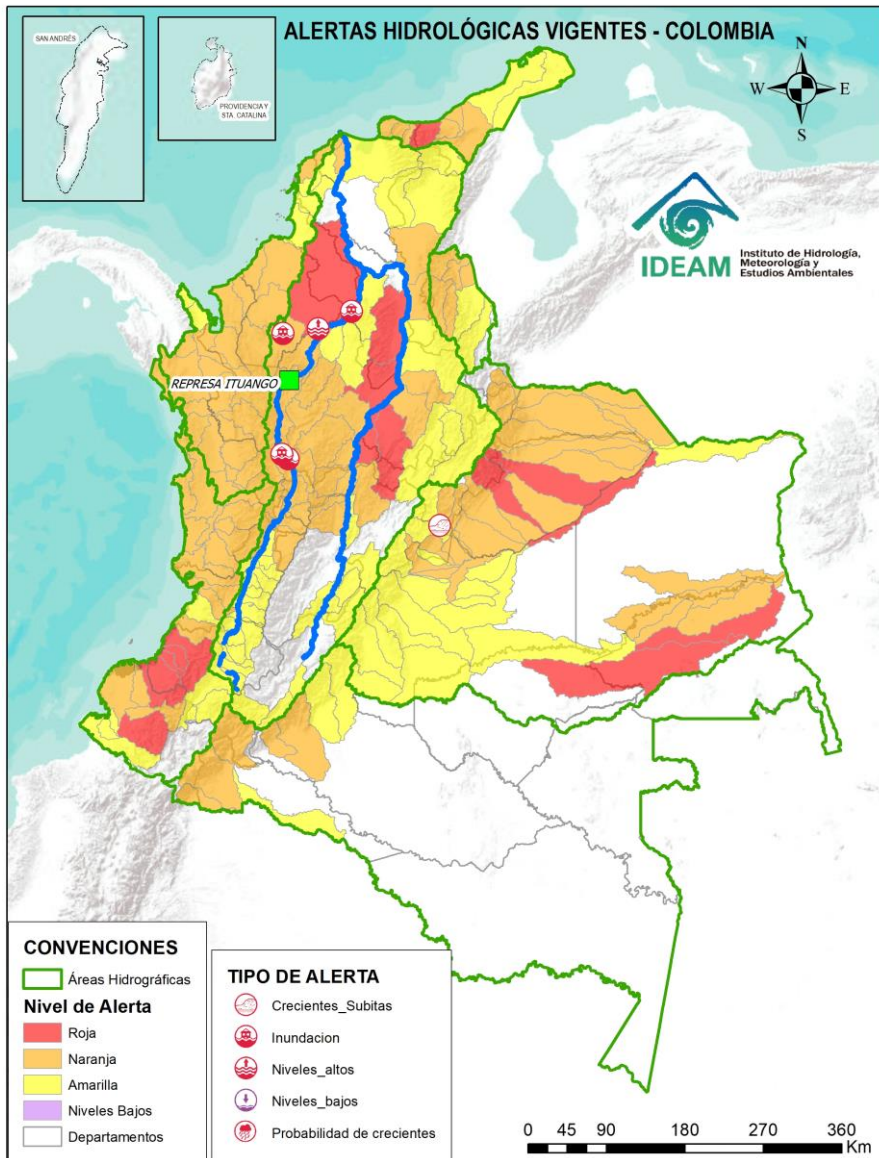 ALERTAS HIDROLÓGICAS VIGENTES - COLOMBIA
SAN ANDRÉS
PROVIDENCIA Y
STA. CATALINA
N
W
E
S
IDEAM
Instituto de Hidrología,
Meteorología y
Estudios Ambientales
REPRESA ITUANGO
CONVENCIONES
Áreas Hidrográficas
Nivel de Alerta
Roja
Naranja
Amarilla
Niveles Bajos
Departamentos
TIPO DE ALERTA
Crecientes_Subitas
Inundacion
Niveles_altos
Niveles_bajos
Probabilidad de crecientes
0 45 90 180 270 360
Km